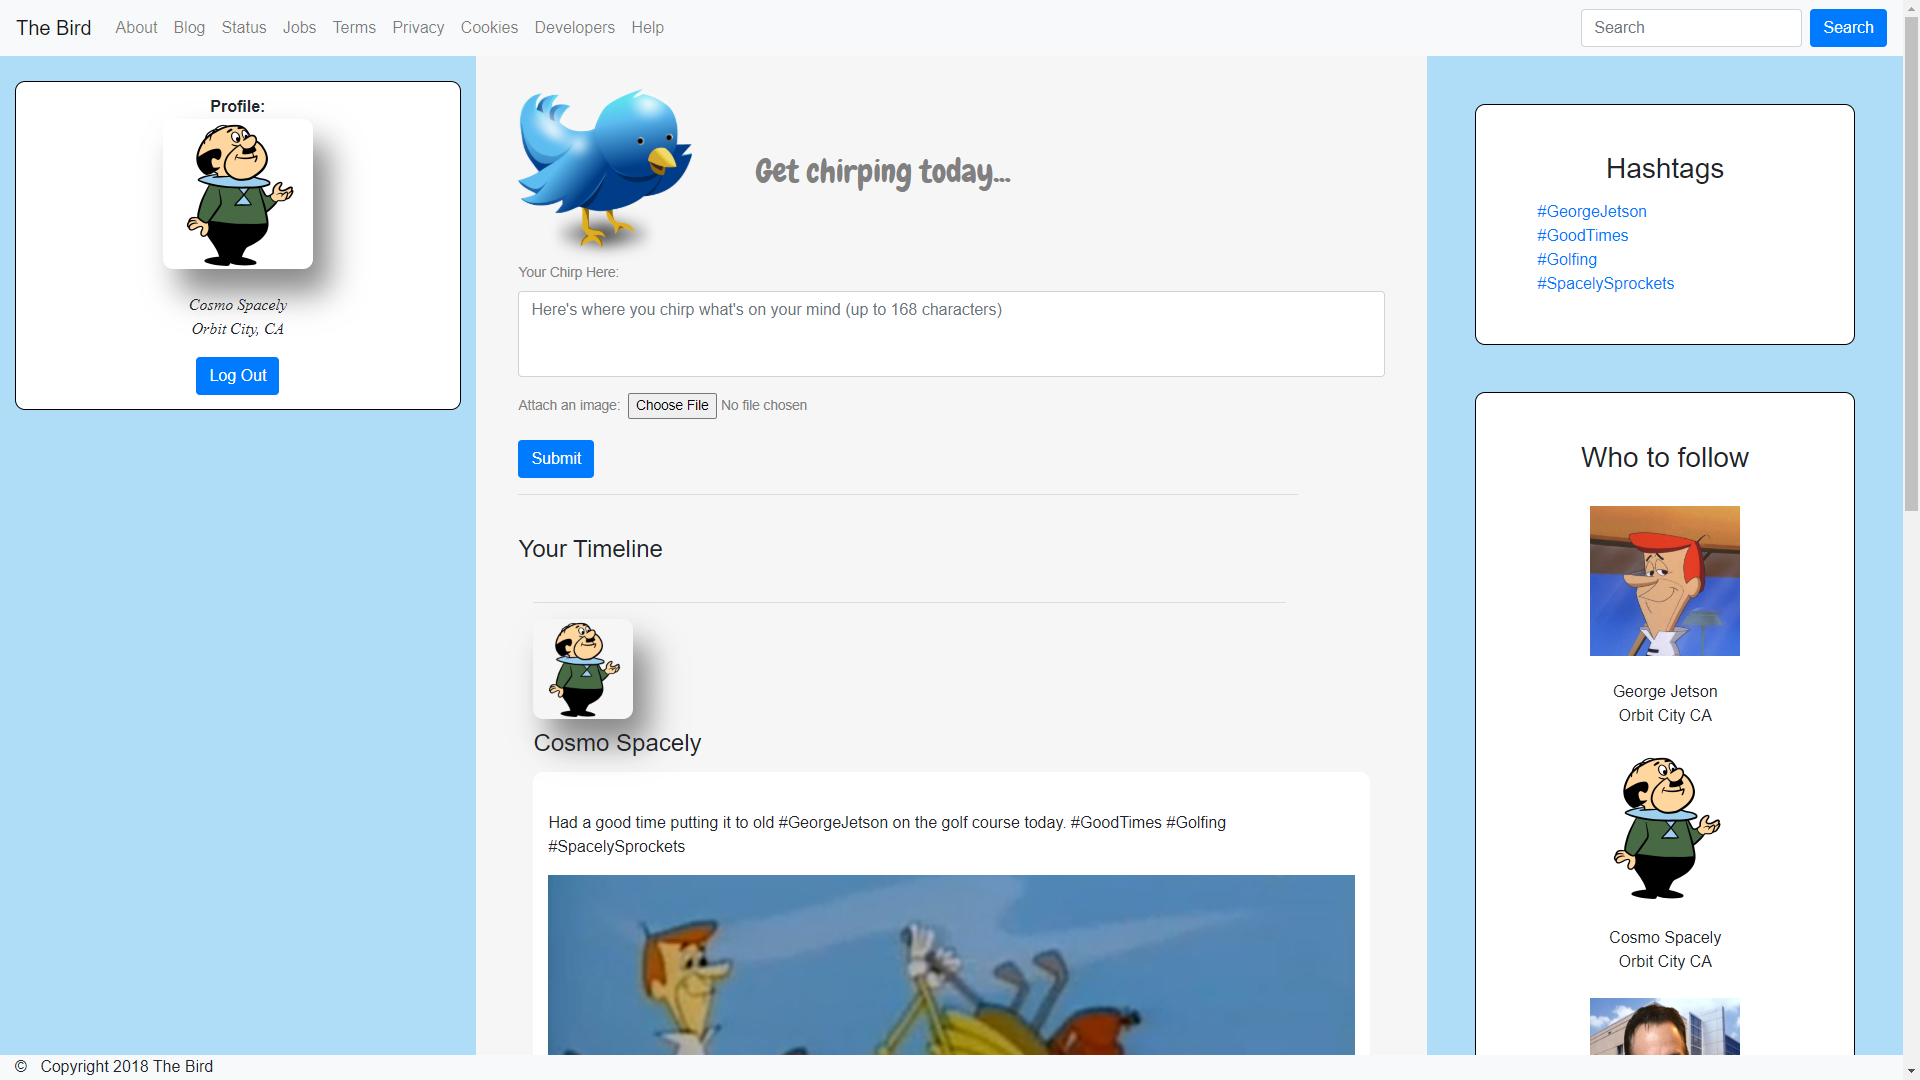 The Bird About Blog Status Jobs Terms Privacy Cookies Developers Help Search Search
Profile:
Cosmo Spacely
Orbit City, CA
Log Out
Get chirping today...
Your Chirp Here:
Here's where you chirp what's on your mind (up to 168 characters)
Attach an image: Choose File No file chosen
Submit
Your Timeline
Cosmo Spacely
Had a good time putting it to old #GeorgeJetson on the golf course today. #GoodTimes #Golfing
#SpacelySprockets
Hashtags
#GeorgeJetson
#GoodTimes
#Golfing
#SpacelySprockets
Who to follow
George Jetson
Orbit City CA
Cosmo Spacely
Orbit City CA
© Copyright 2018 The Bird